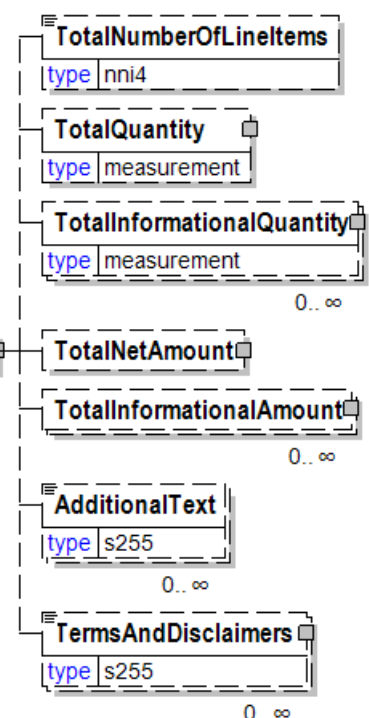 TotalNumberOfLineItems
type nni4
TotalQuantity
type measurement
TotalInformationalQuantity
type measurement
0.. ∞
TotalNetAmount
TotalInformationalAmount
0.. ∞
AdditionalText
type s255
0.. ∞
TermsAndDisclaimers
type s255
0.. ∞